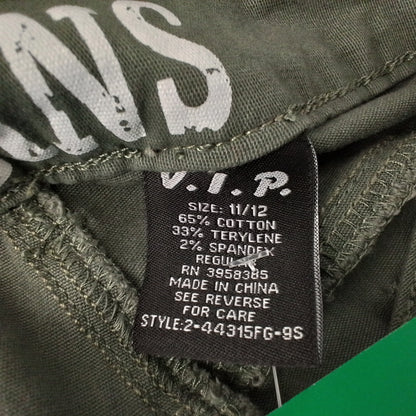 ANS
V.I.P.
SIZE: 11/12
65% COTTON
33% TERYLENE
2% SPANDEX
REGULAR
RN 3958385
MADE IN CHINA
SEE REVERSE
FOR CARE
STYLE:2-44315FG-9S